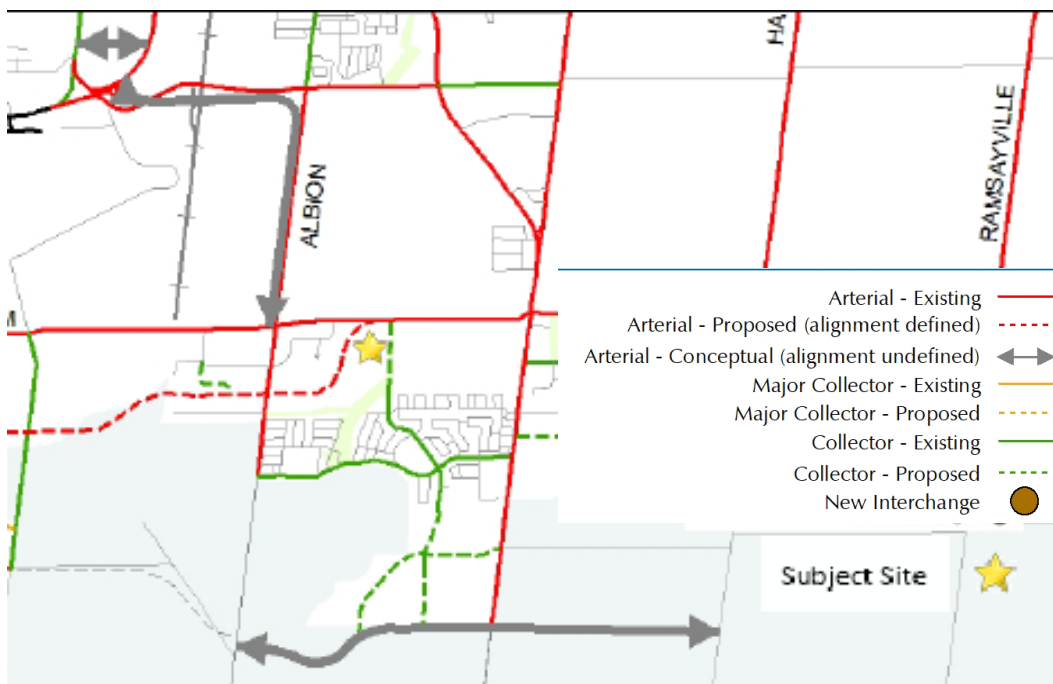 HA
RAMSAYVILLE
ALBION
M
Arterial - Existing
Arterial - Proposed (alignment defined)
Arterial - Conceptual (alignment undefined)
Major Collector - Existing
Major Collector - Proposed
Collector - Existing
Collector - Proposed
New Interchange
Subject Site